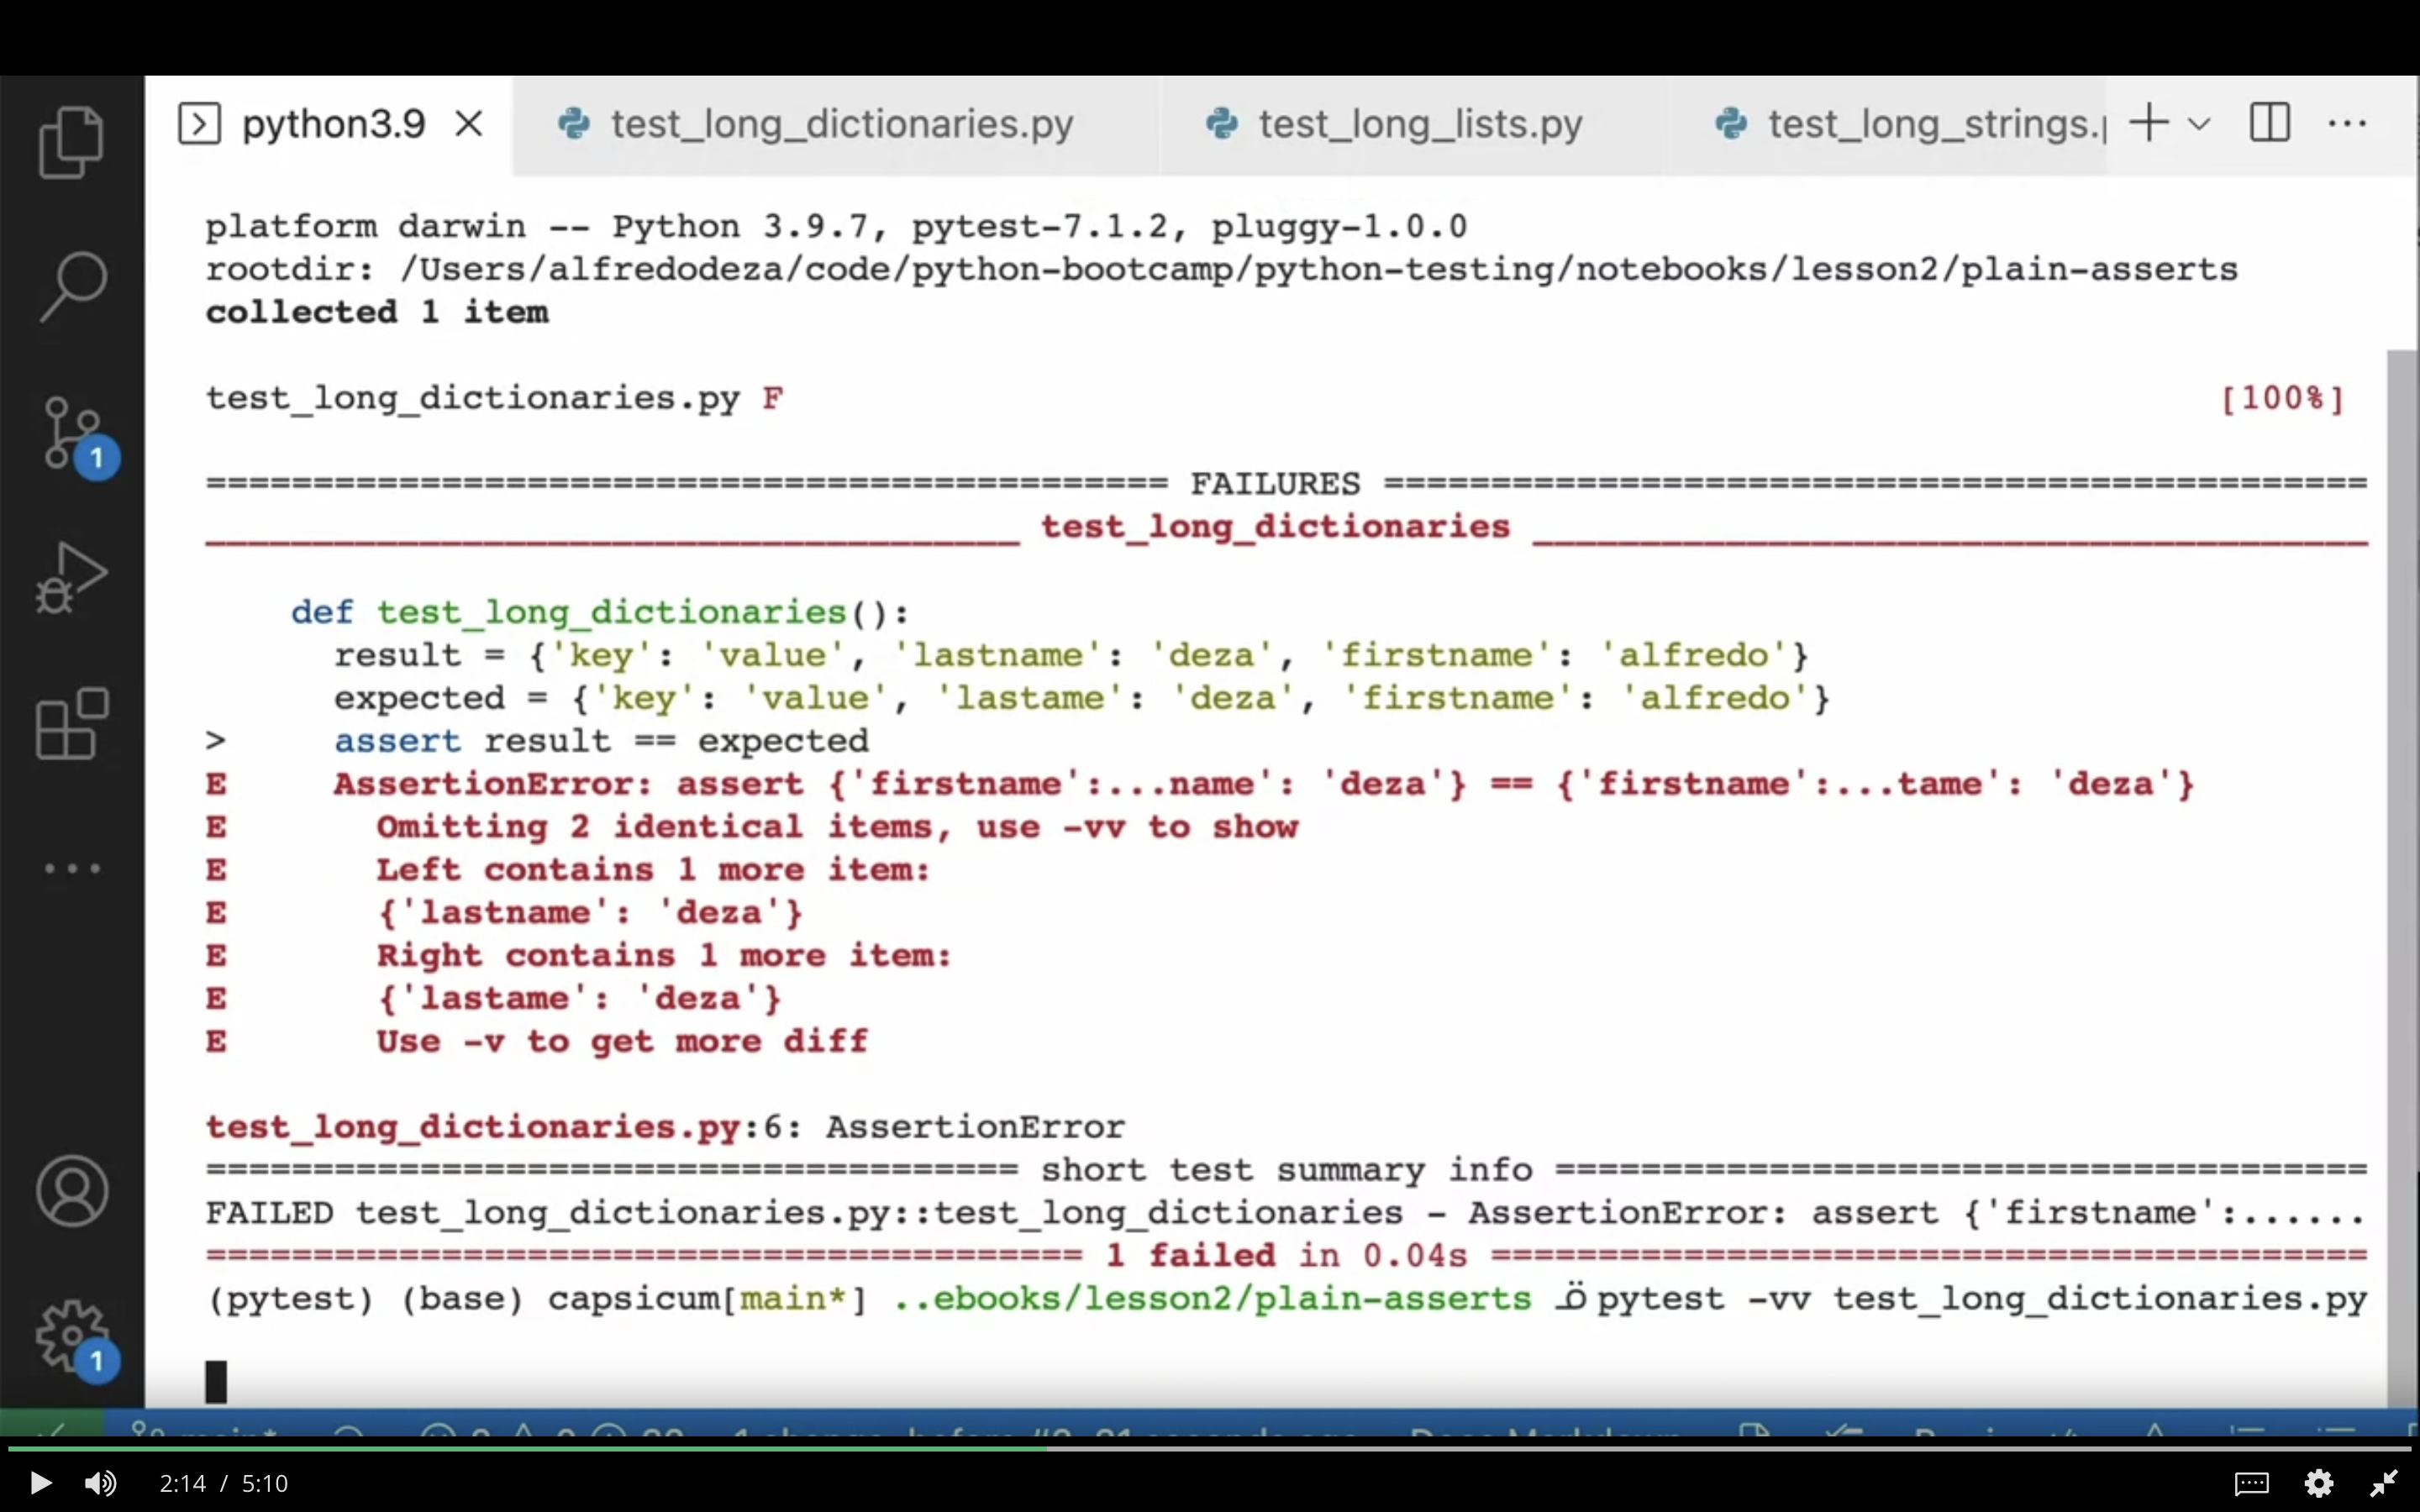 python3.9
test_long_dictionaries.py
test_long_lists.py
test_long_strings.
platform darwin -- Python 3.9.7, pytest-7.1.2, pluggy-1.0.0
rootdir: /Users/alfredodeza/code/python-bootcamp/python-testing/notebooks/lesson2/plain-asserts
collected 1 item
test_long_dictionaries.py F [100%]
============================================= FAILURES ==============================================
______________________________________ test_long_dictionaries _______________________________________
def test_long_dictionaries():
result = {'key': 'value', 'lastname': 'deza', 'firstname': 'alfredo'}
expected = {'key': 'value', 'lastame': 'deza', 'firstname': 'alfredo'}
> assert result == expected
E AssertionError: assert {'firstname':...name': 'deza'} == {'firstname':...tame': 'deza'}
E Omitting 2 identical items, use -vv to show
E Left contains 1 more item:
E {'lastname': 'deza'}
E Right contains 1 more item:
E {'lastame': 'deza'}
E Use -v to get more diff
test_long_dictionaries.py:6: AssertionError
====================================== short test summary info ======================================
FAILED test_long_dictionaries.py::test_long_dictionaries - AssertionError: assert {'firstname':......
========================================= 1 failed in 0.04s =========================================
(pytest) (base) capsicum[main*] ..ebooks/lesson2/plain-asserts pytest -vv test_long_dictionaries.py
1
1
2:14 / 5:10